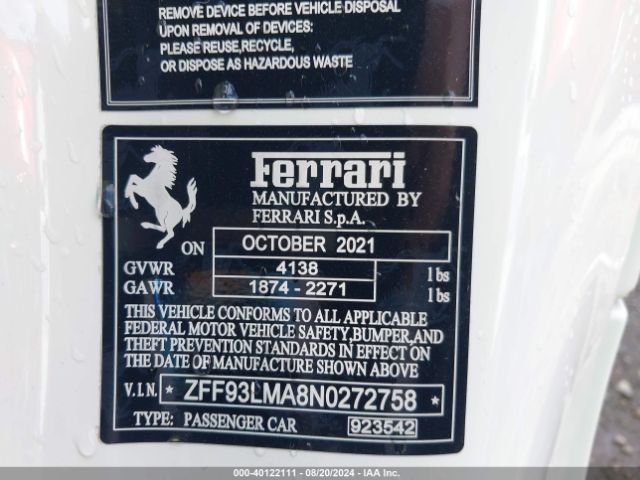 REMOVE DEVICE BEFORE VEHICLE DISPOSAL
UPON REMOVAL OF DEVICES:
PLEASE REUSE,RECYCLE,
OR DISPOSE AS HAZARDOUS WASTE
Ferrari
MANUFACTURED BY
FERRARI S.p.A.
ON OCTOBER 2021
GVWR 4138 lbs
GAWR 1874-2271 lbs
THIS VEHICLE CONFORMS TO ALL APPLICABLE
FEDERAL MOTOR VEHICLE SAFETY,BUMPER,AND
THEFT PREVENTION STANDARDS IN EFFECT ON
THE DATE OF MANUFACTURE SHOWN ABOVE
V.I.N. * ZFF93LMA8N0272758 *
TYPE: PASSENGER CAR 923542
000-40122111 - 08/20/2024 - IAA Inc.